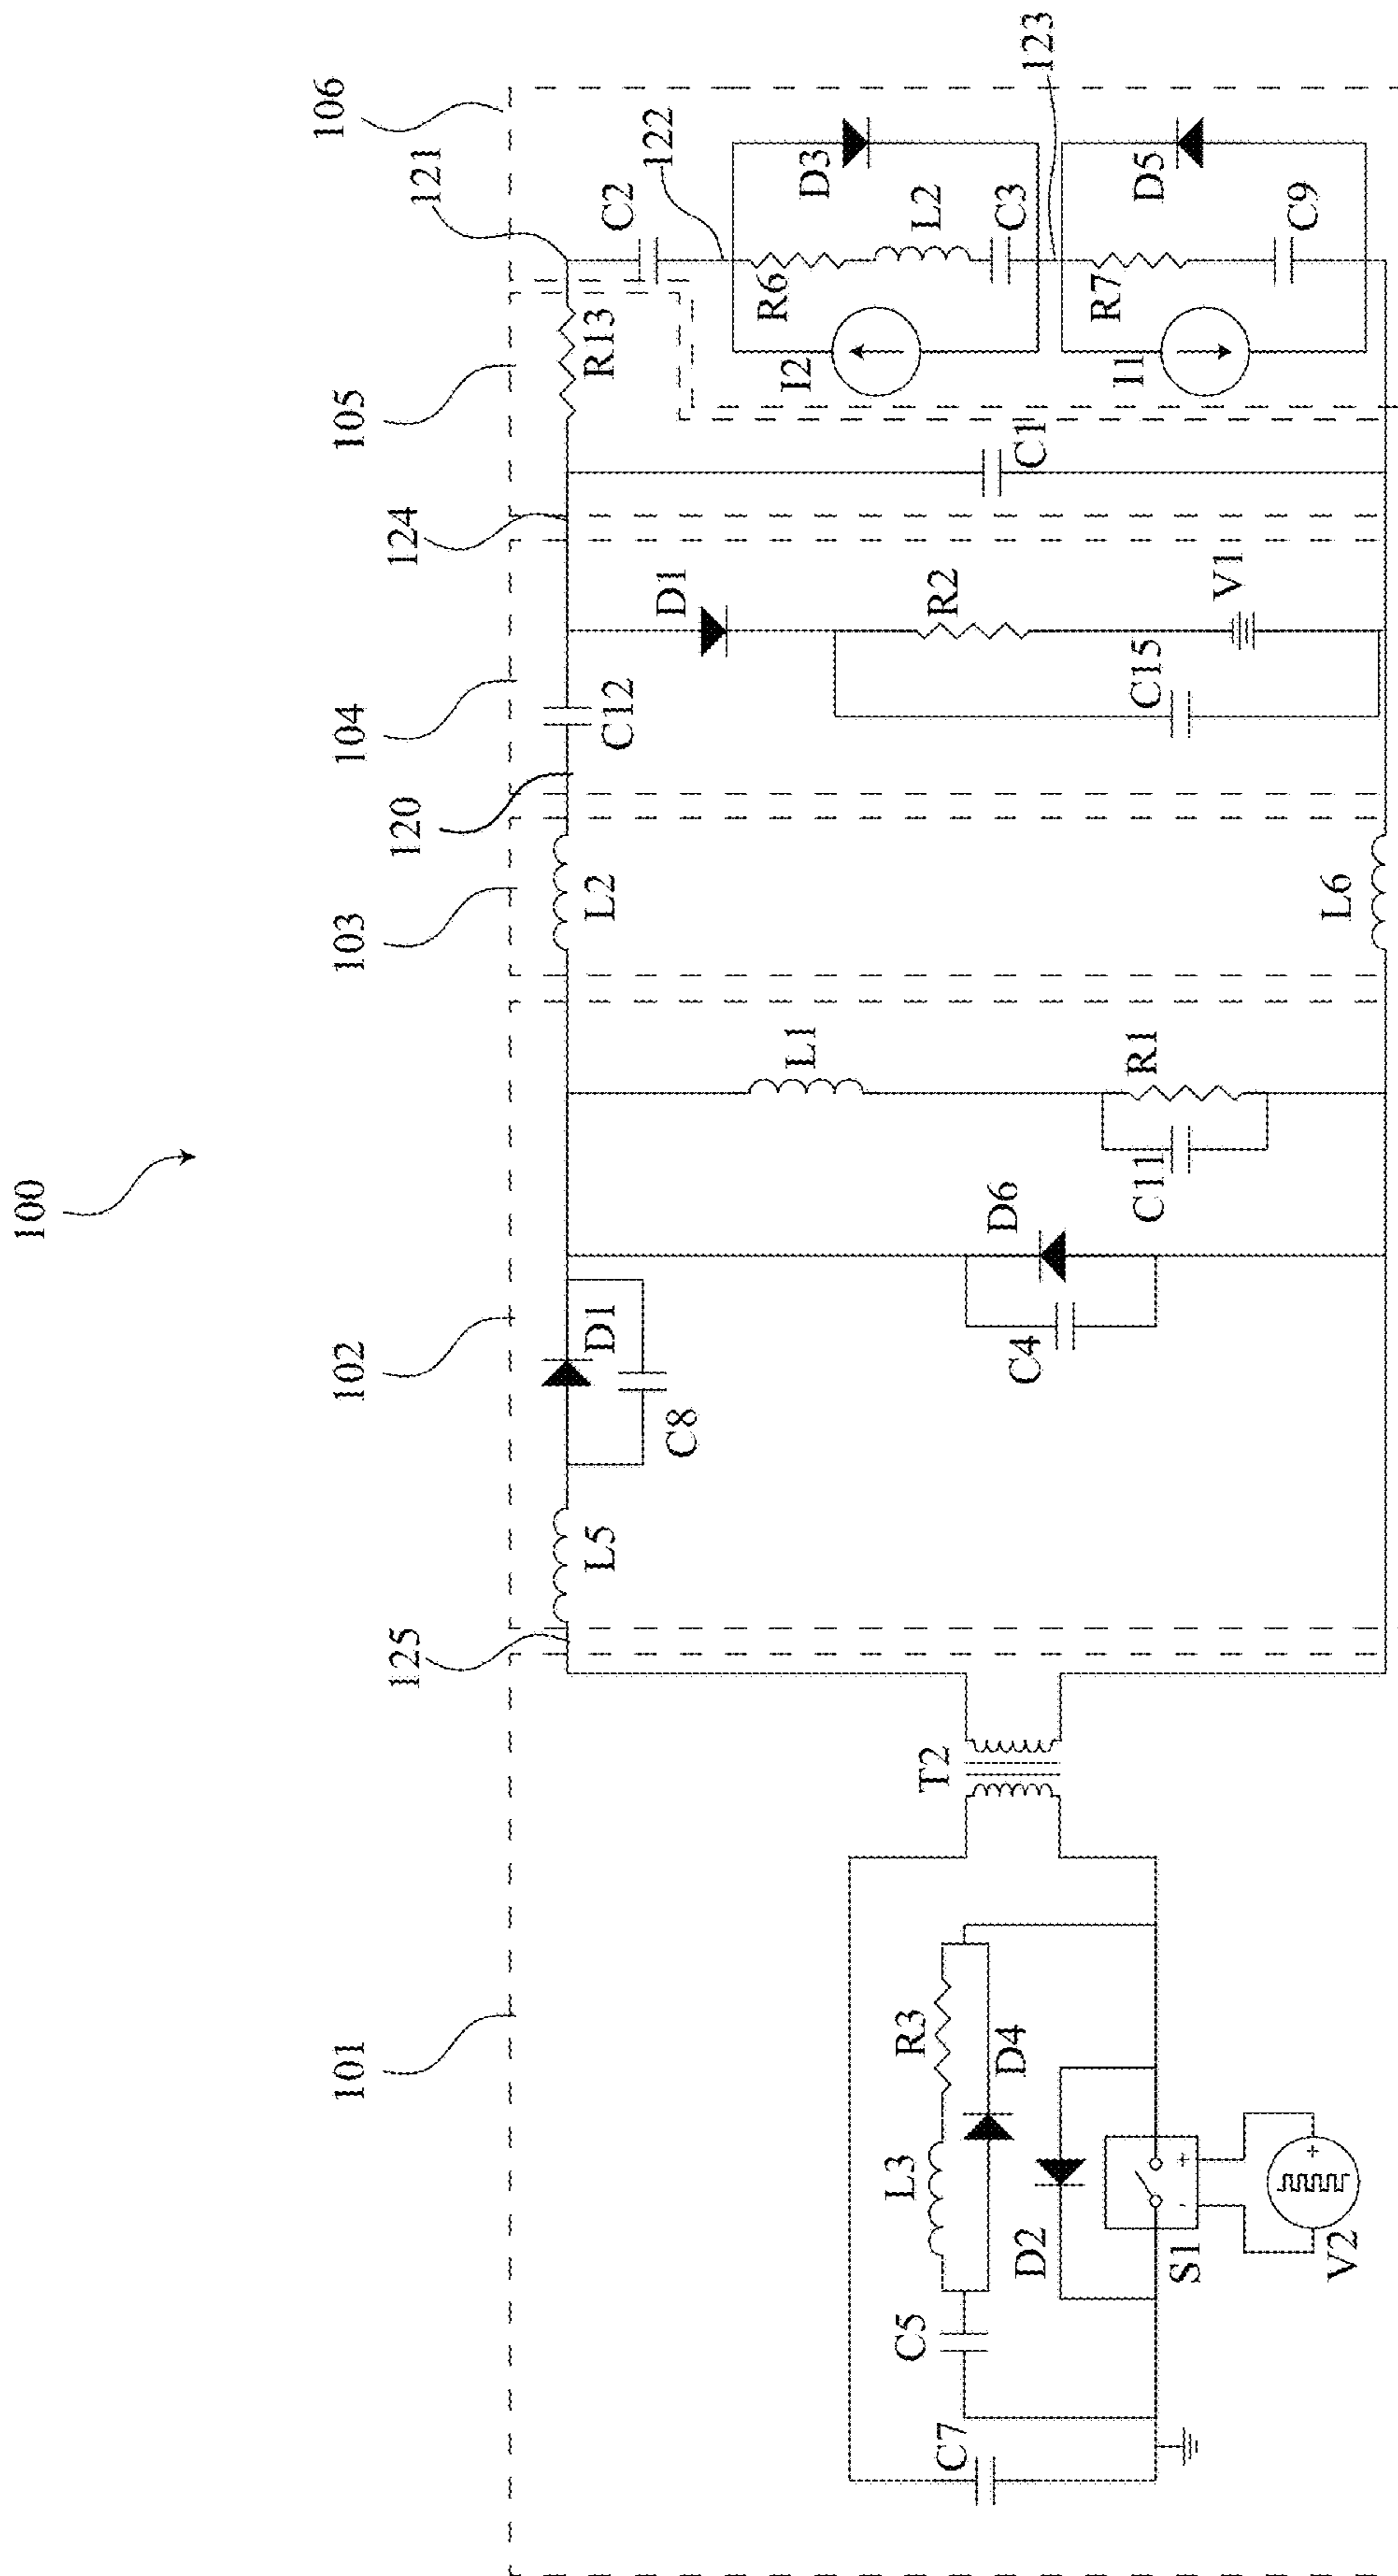 100
101
102
103
104
105
106
125
120
124
121
C7
C5
L3
R3
D4
D2
S1
- +
V2
+
T2
L5
D1
C8
C4
D6
L1
C11
R1
L2
L6
C12
D1
R2
C15
V1
C1
R13
C2
122
I2
R6
L2
C3
D3
123
I1
R7
C9
D5